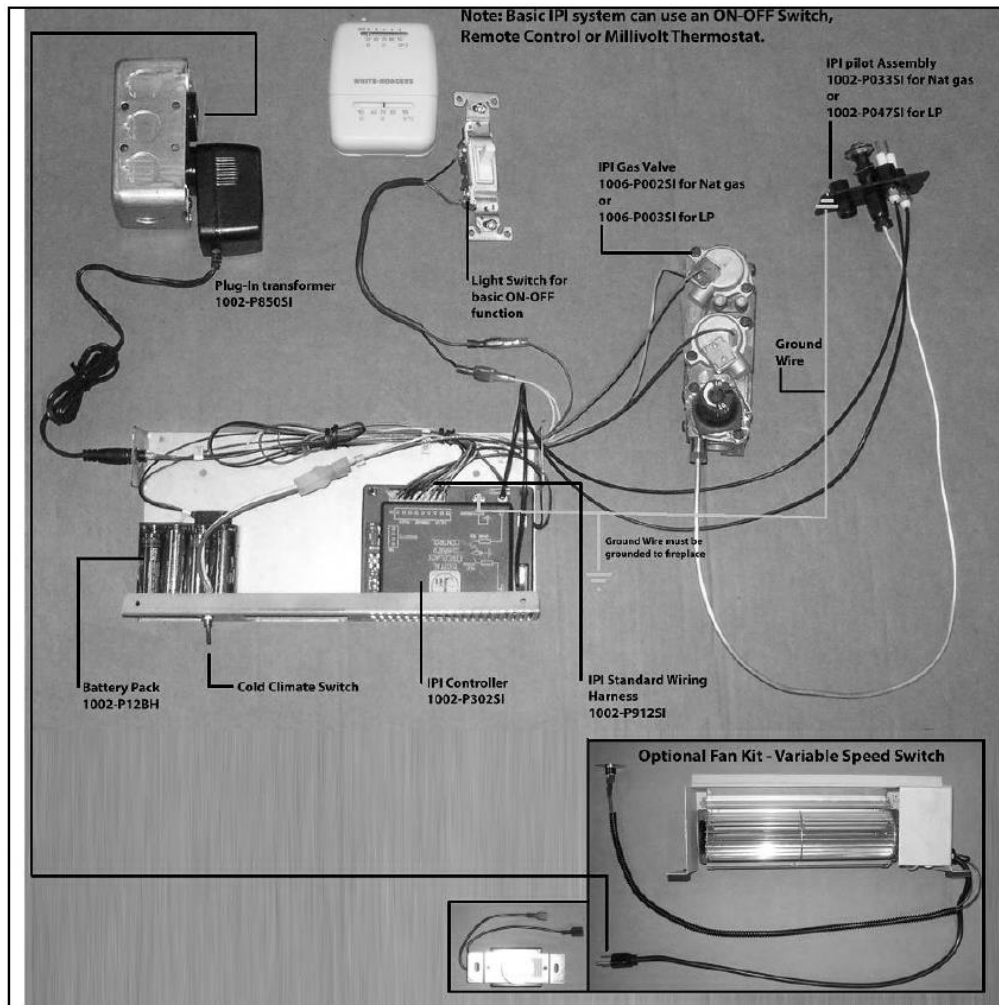 Note: Basic IPI system can use an ON-OFF Switch,
Remote Control or Millivolt Thermostat.
IPI pilot Assembly
1002-P033SI for Nat gas
or
1002-P047SI for LP
WHITE-RODGERS
IPI Gas Valve
1006-P002SI for Nat gas
or
1006-P003SI for LP
Plug-In transformer
1002-P850SI
Light Switch for
basic ON-OFF
function
Ground
Wire
Ground Wire must be
grounded to fireplace
DIGITAL
FIREPLACE
CONTROL
Battery Pack
1002-P12BH
Cold Climate Switch
IPI Controller
1002-P302SI
IPI Standard Wiring
Harness
1002-P912SI
Optional Fan Kit - Variable Speed Switch